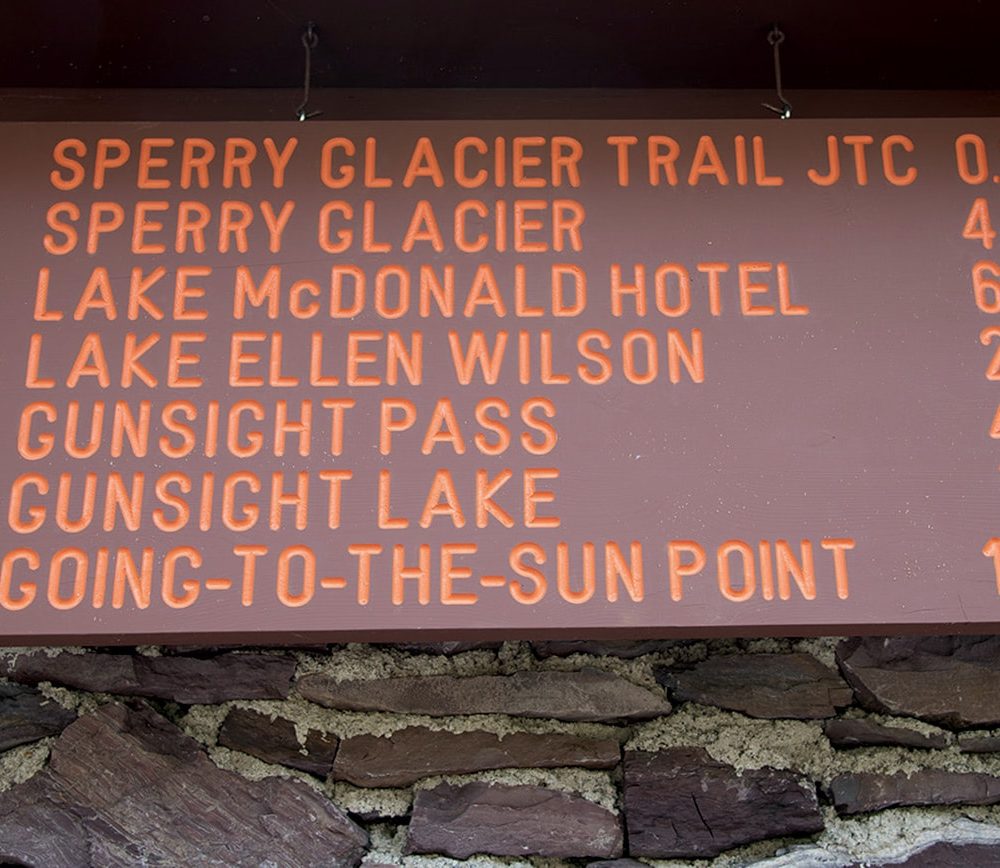 SPERRY GLACIER TRAIL JTC 0.
SPERRY GLACIER 4.
LAKE McDONALD HOTEL 6
LAKE ELLEN WILSON 2
GUNSIGHT PASS
GUNSIGHT LAKE
GOING-TO-THE-SUN POINT 1